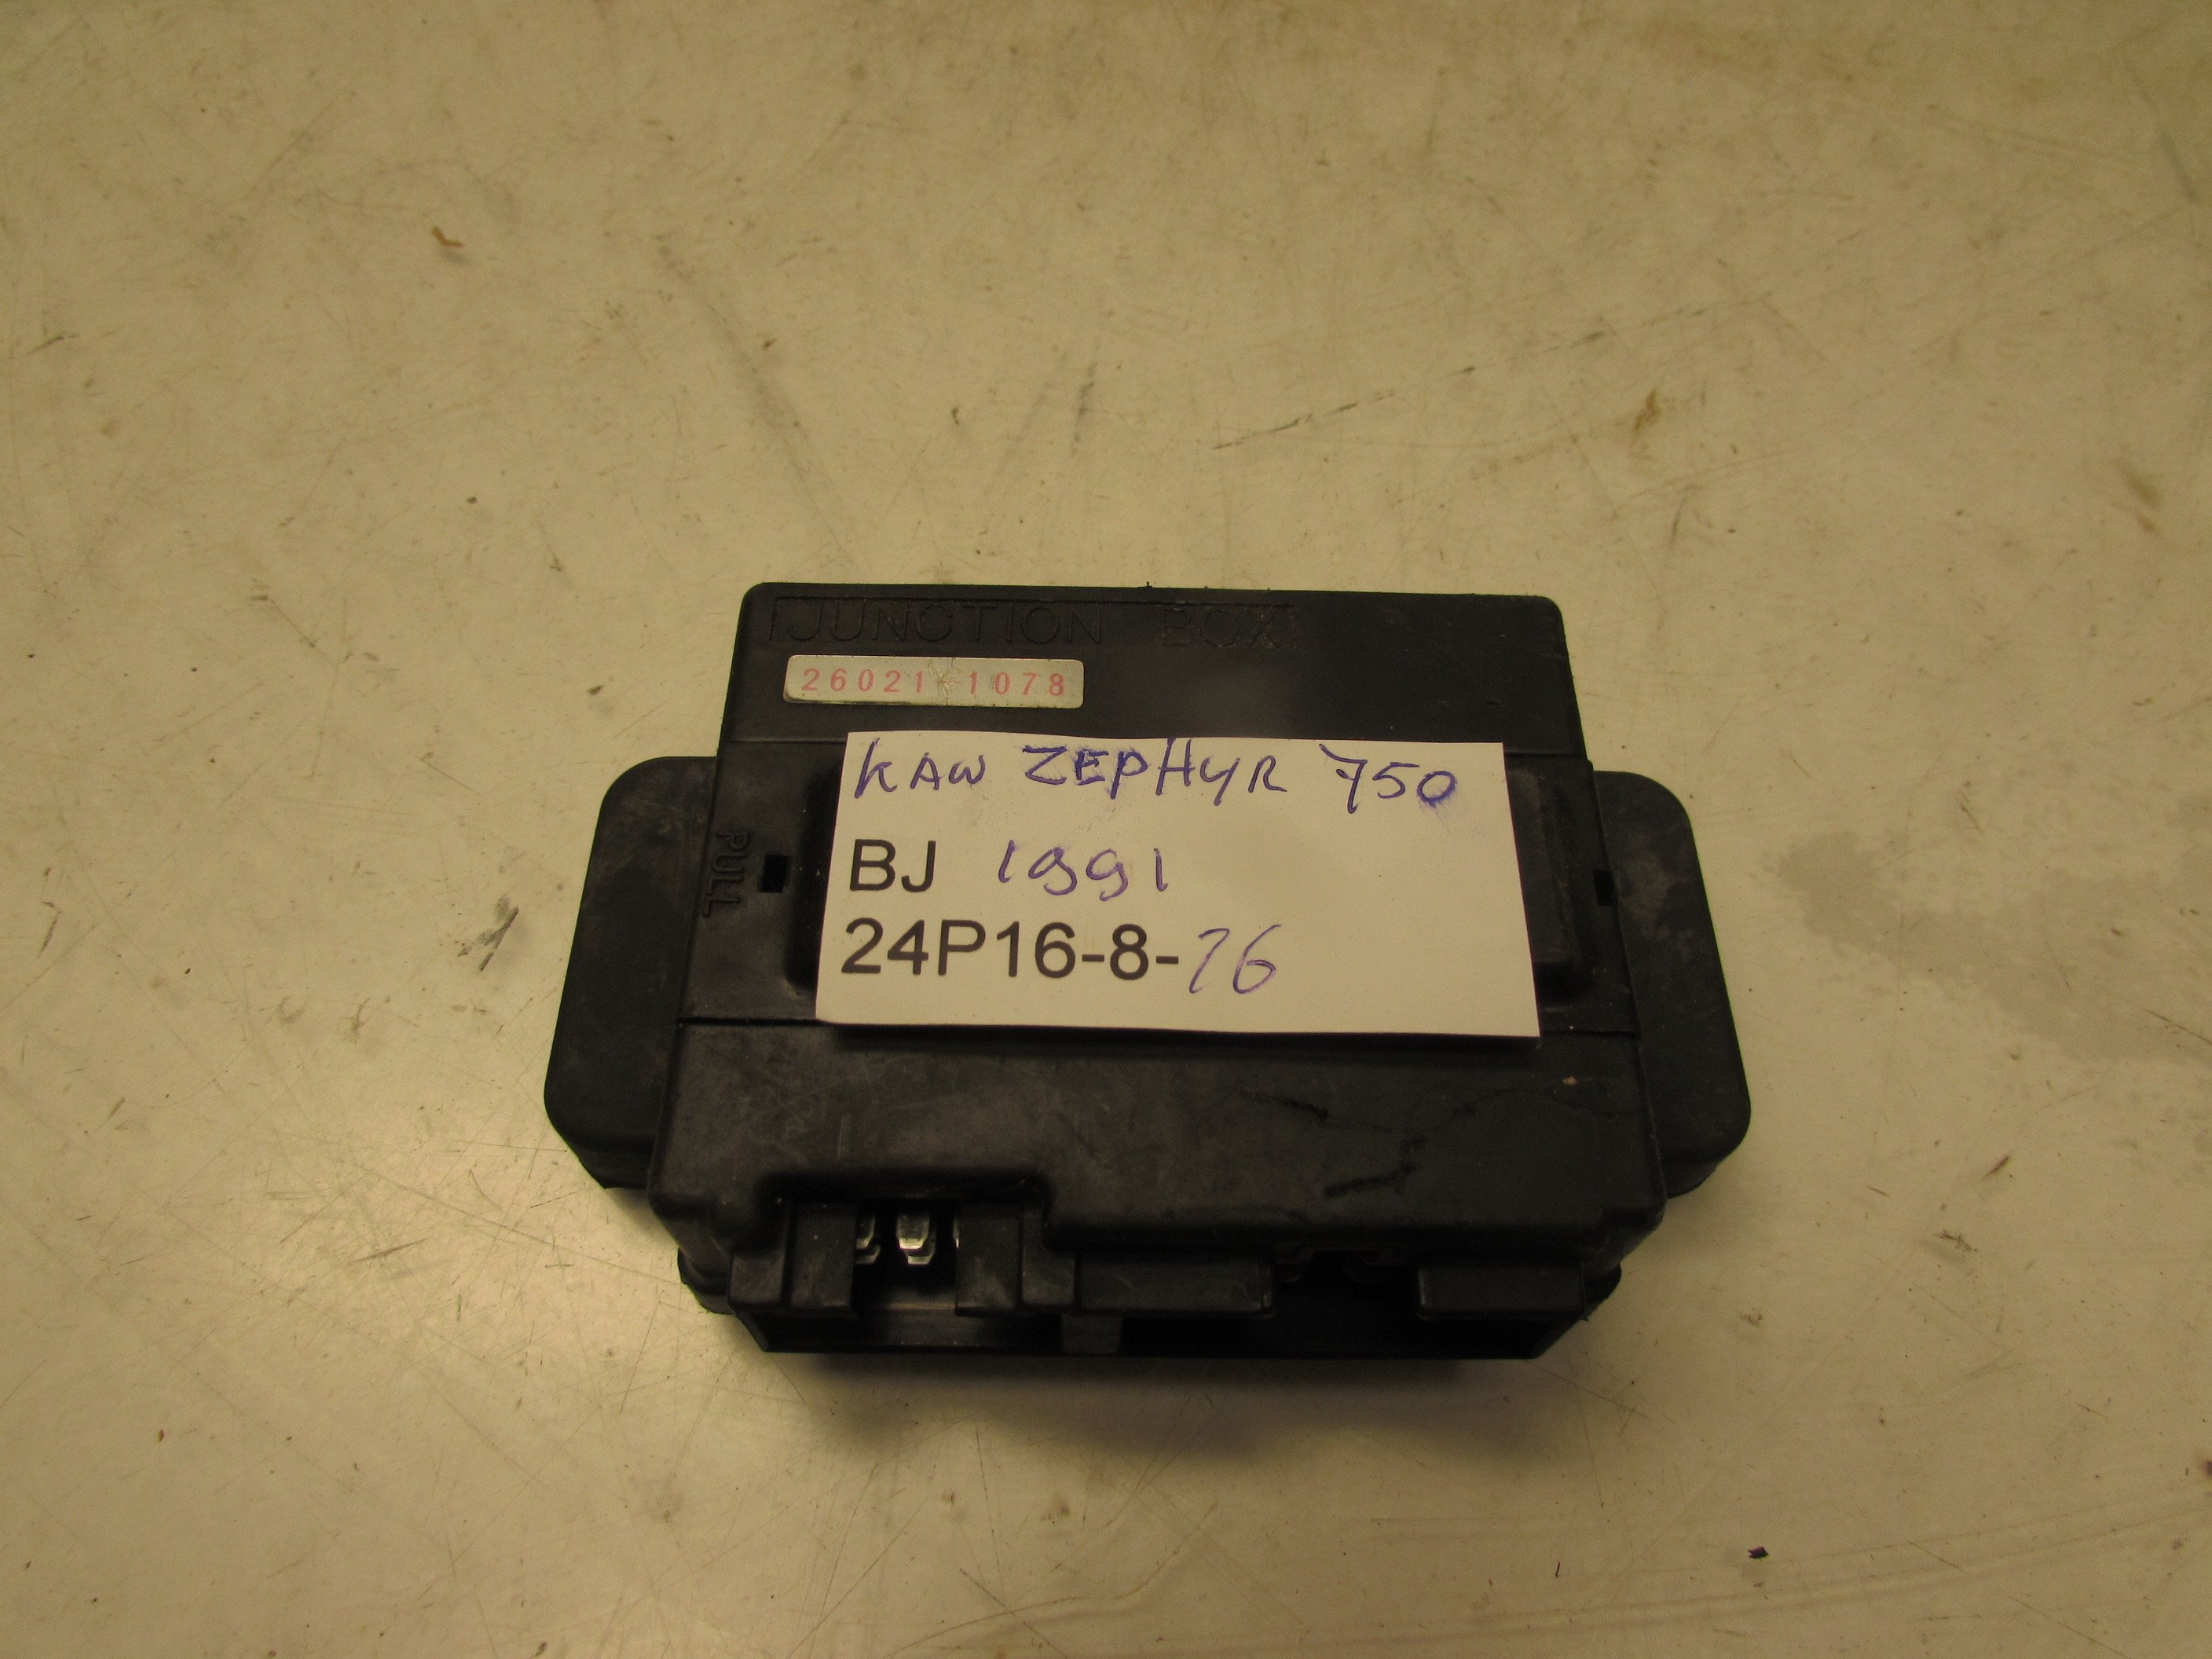 JUNCTION BOX
26021-1078
KAW ZEPHYR 750
BJ 1991
24P16-8-76
PULL